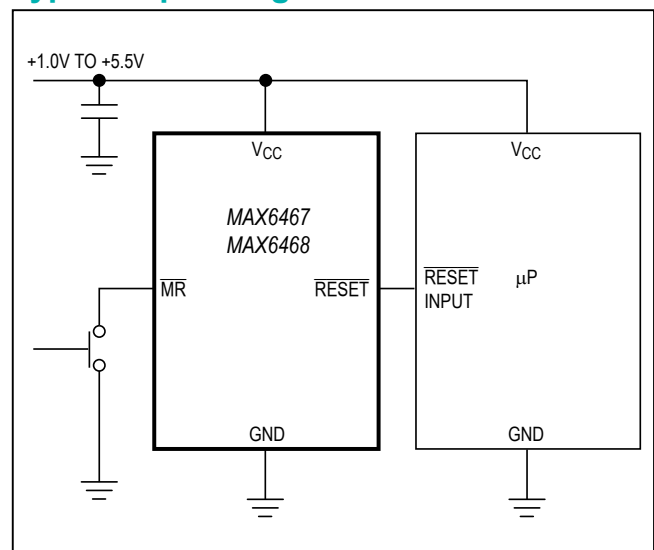 +1.0V TO +5.5V
VCC
VCC
MAX6467
MAX6468
MR
RESET
RESET
INPUT
μP
GND
GND